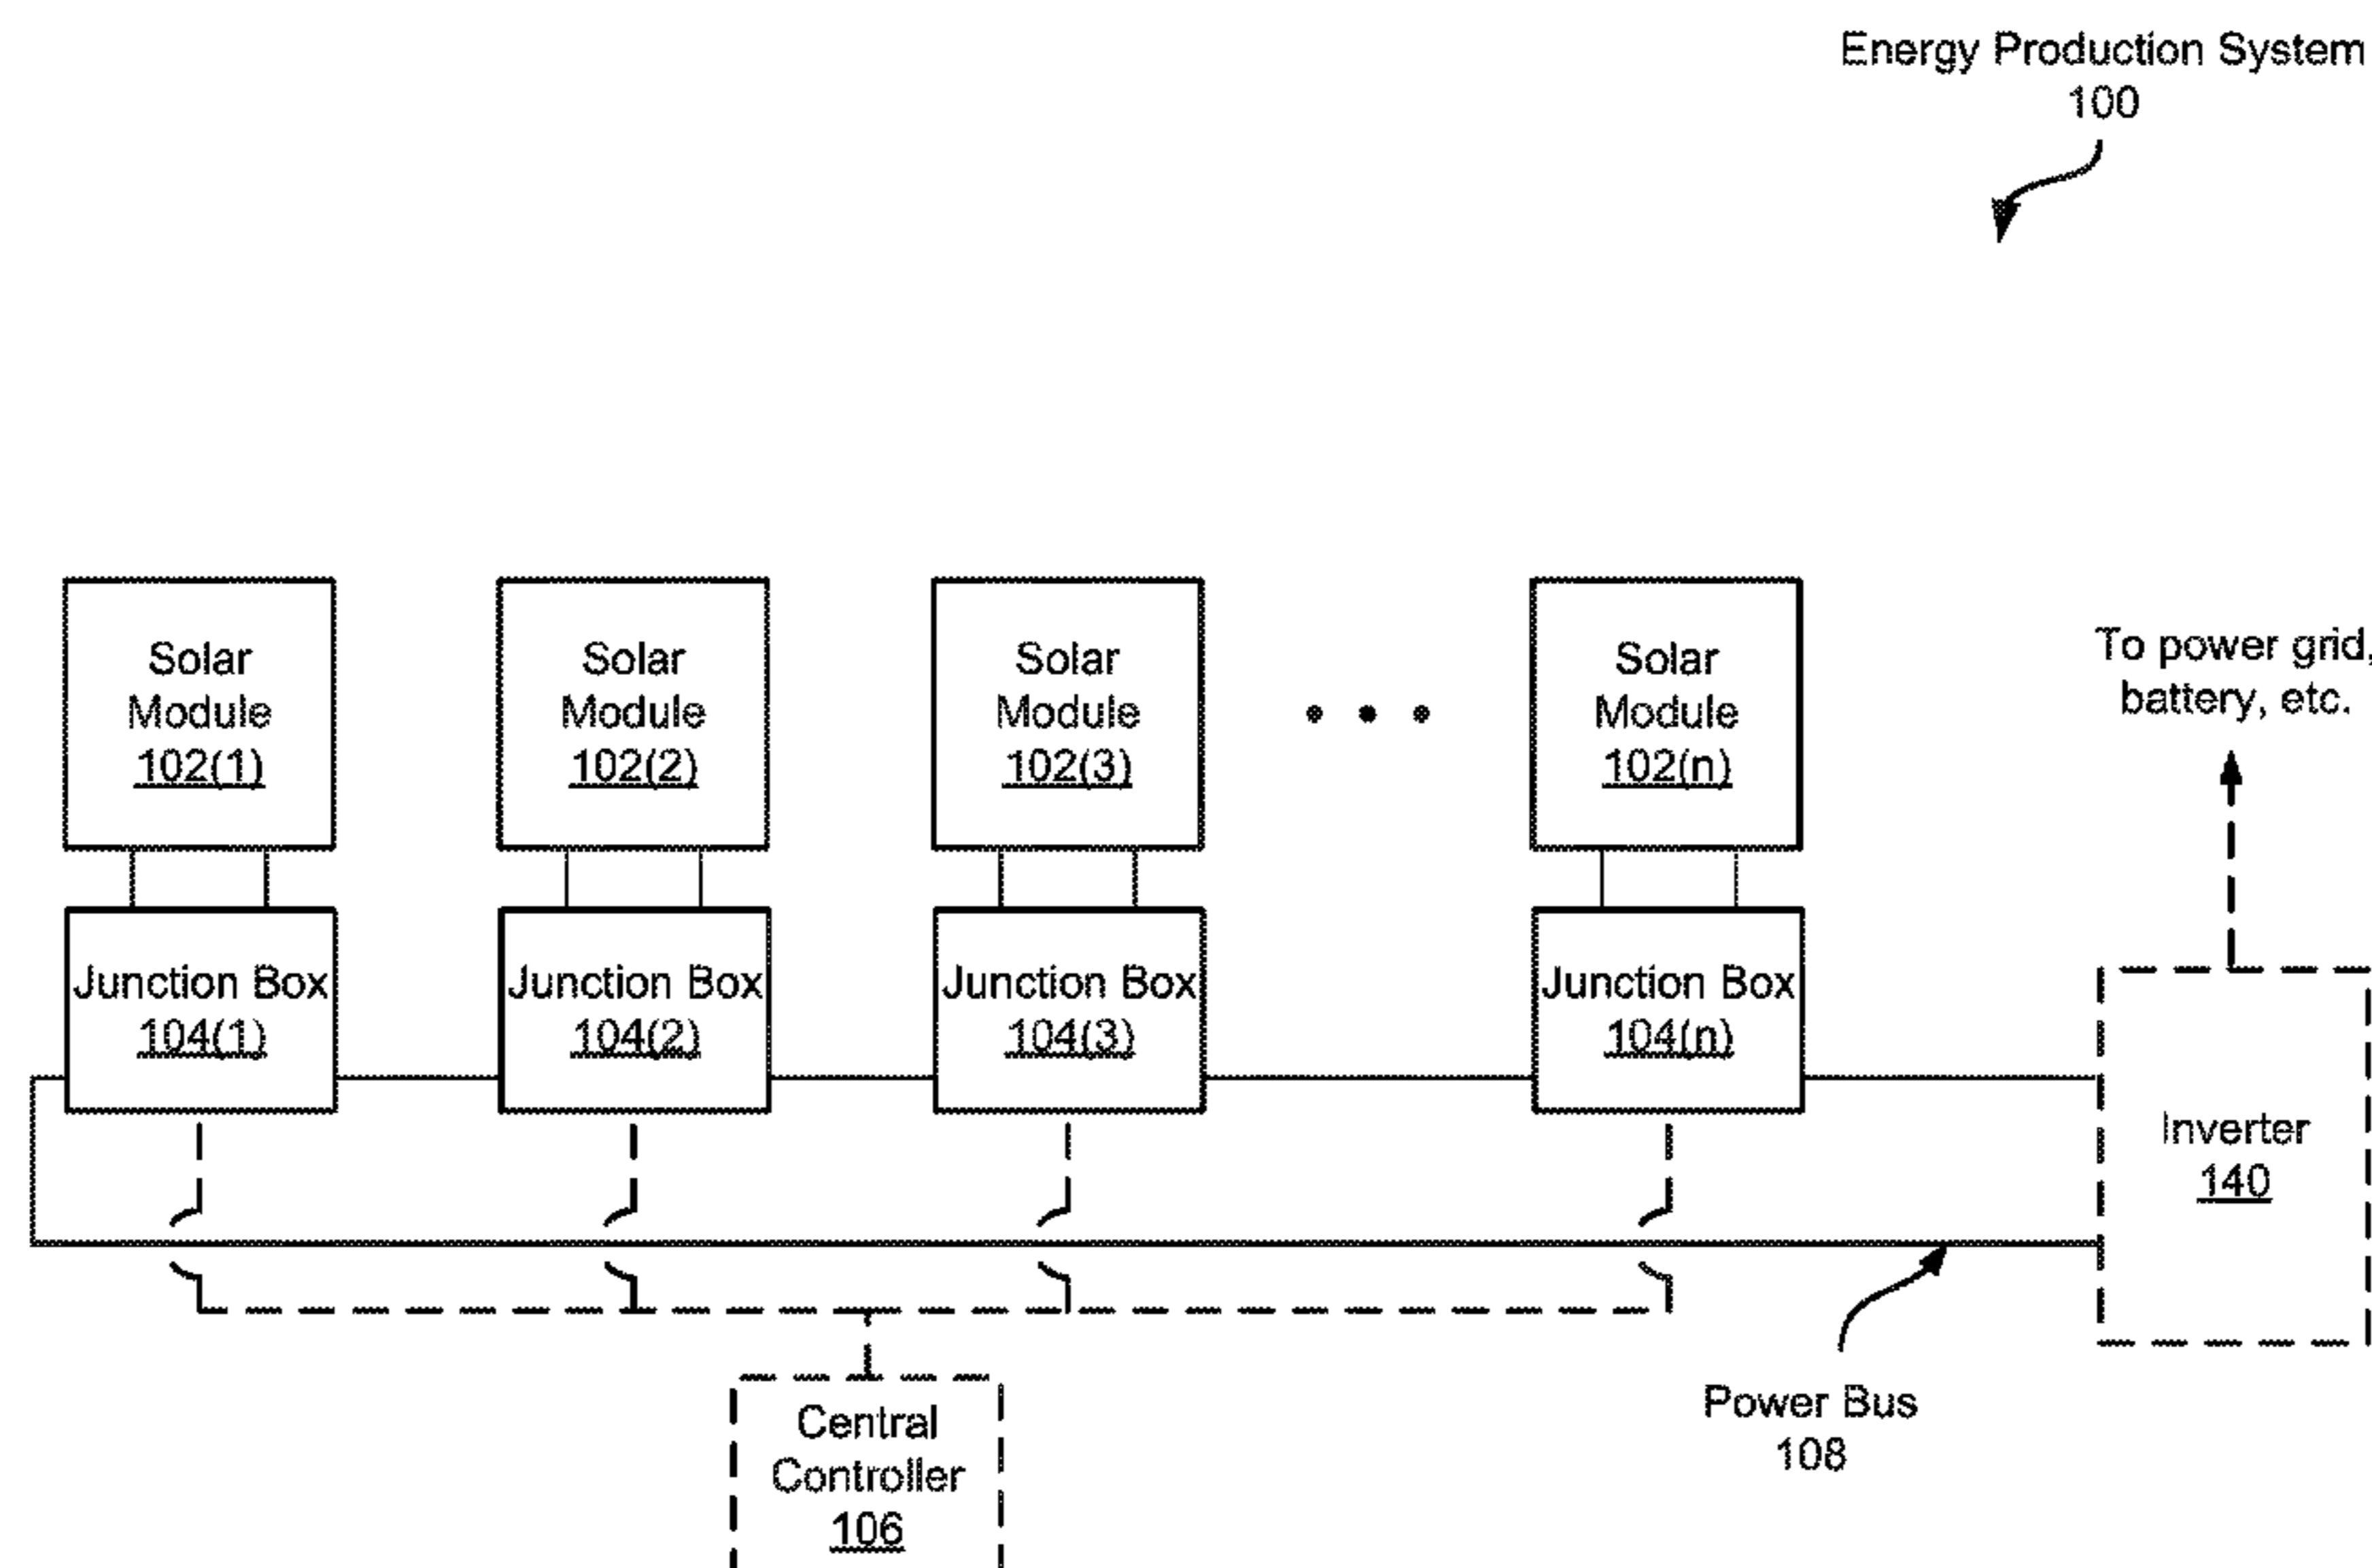 Energy Production System
100
Solar
Module
102(1)
Solar
Module
102(2)
Solar
Module
102(3)
Solar
Module
102(n)
To power grid,
battery, etc.
Junction Box
104(1)
Junction Box
104(2)
Junction Box
104(3)
Junction Box
104(n)
Inverter
140
Power Bus
108
Central
Controller
106